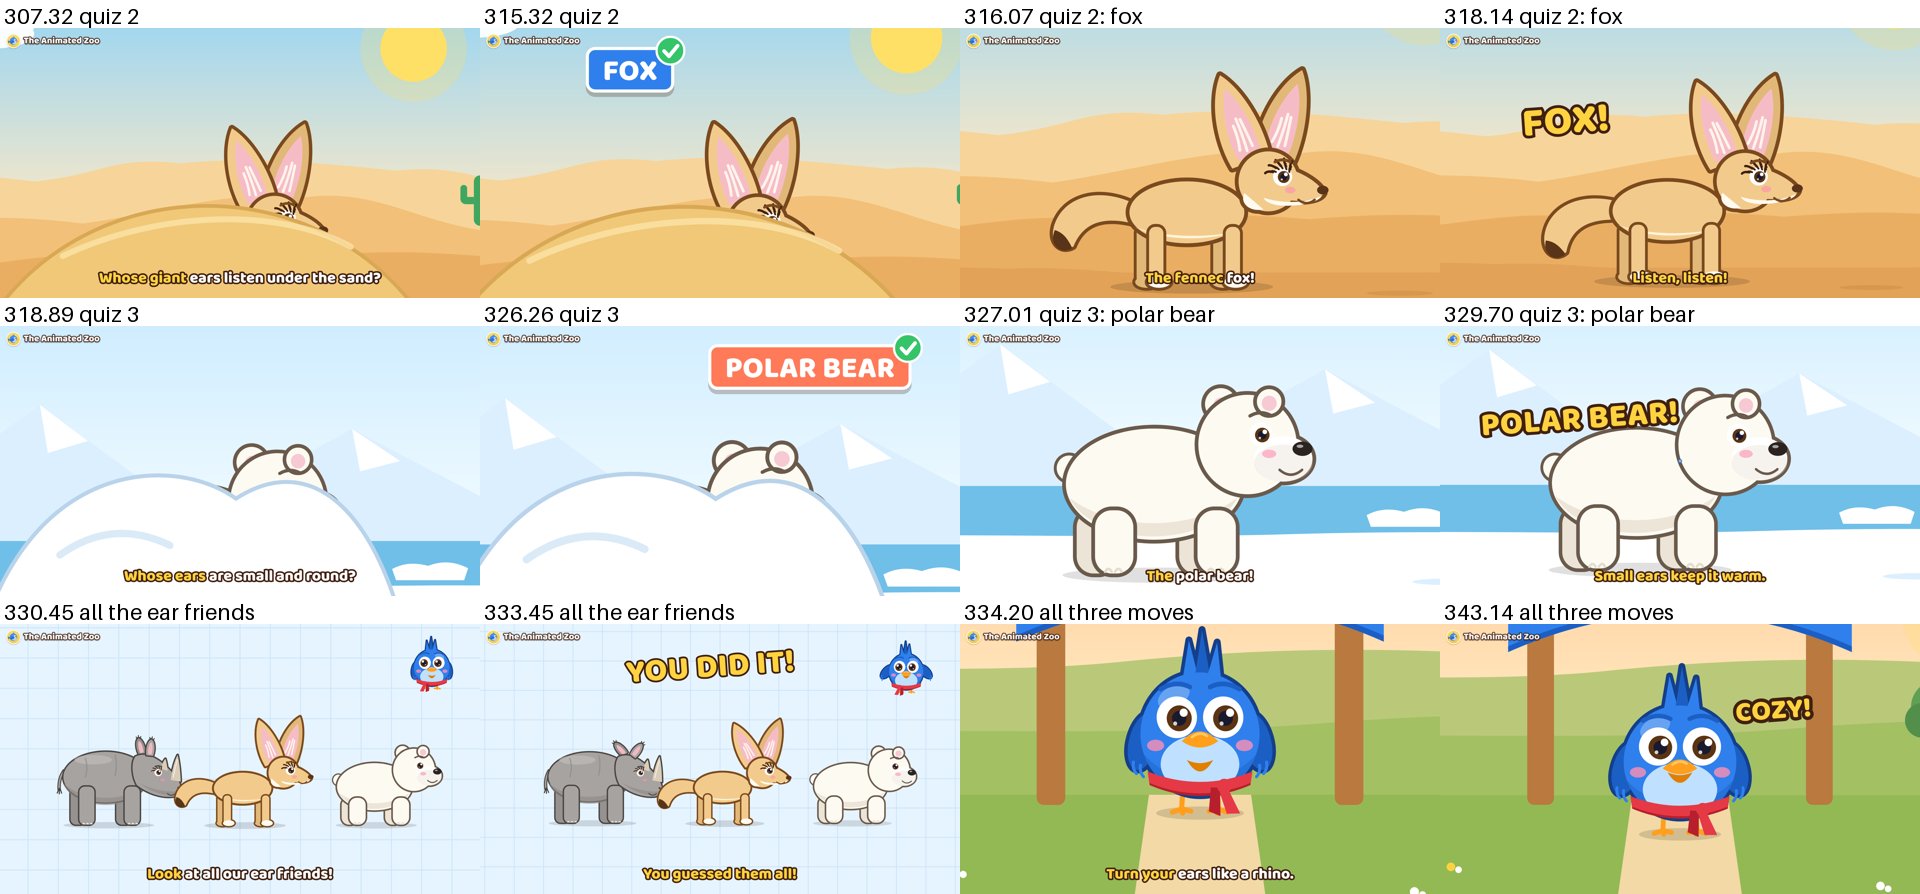 307.32 quiz 2
The Animated Zoo
Whose giant ears listen under the sand?
315.32 quiz 2
The Animated Zoo
FOX
316.07 quiz 2: fox
The Animated Zoo
The fennec fox!
318.14 quiz 2: fox
The Animated Zoo
FOX!
Listen, listen!
318.89 quiz 3
The Animated Zoo
Whose ears are small and round?
326.26 quiz 3
The Animated Zoo
POLAR BEAR
327.01 quiz 3: polar bear
The Animated Zoo
The polar bear!
329.70 quiz 3: polar bear
The Animated Zoo
POLAR BEAR!
Small ears keep it warm.
330.45 all the ear friends
The Animated Zoo
Look at all our ear friends!
333.45 all the ear friends
The Animated Zoo
YOU DID IT!
You guessed them all!
334.20 all three moves
The Animated Zoo
Turn your ears like a rhino.
343.14 all three moves
The Animated Zoo
COZY!